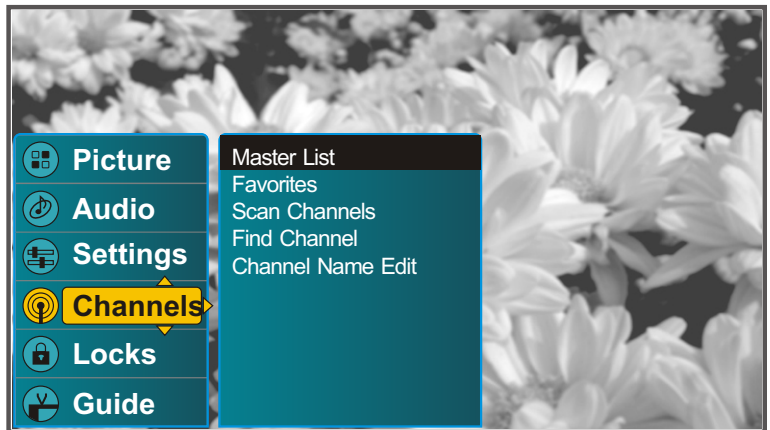 Picture
Audio
Settings
Channels
Locks
Guide
Master List
Favorites
Scan Channels
Find Channel
Channel Name Edit